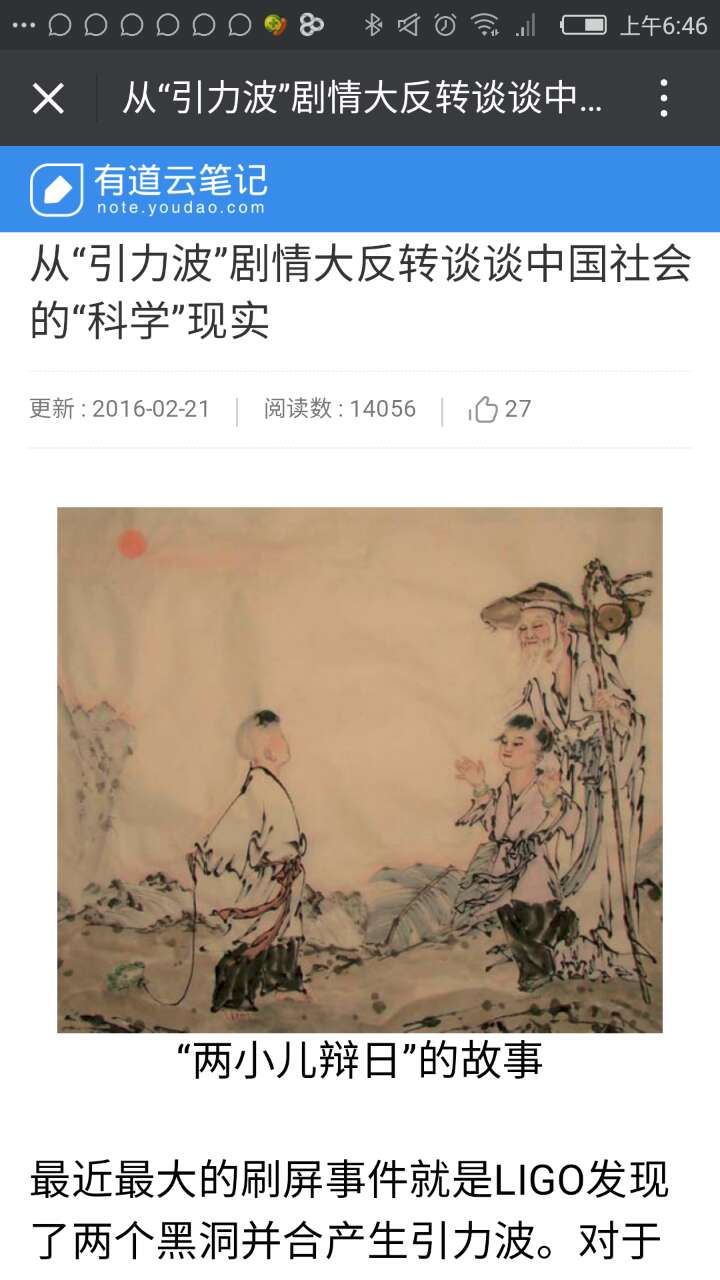 上午6:46
从“引力波”剧情大反转谈谈中...
有道云笔记
note.youdao.com
从“引力波”剧情大反转谈谈中国社会
的“科学”现实
更新 : 2016-02-21 阅读数 : 14056 27
“两小儿辩日”的故事
最近最大的刷屏事件就是LIGO发现
了两个黑洞并合产生引力波。对于